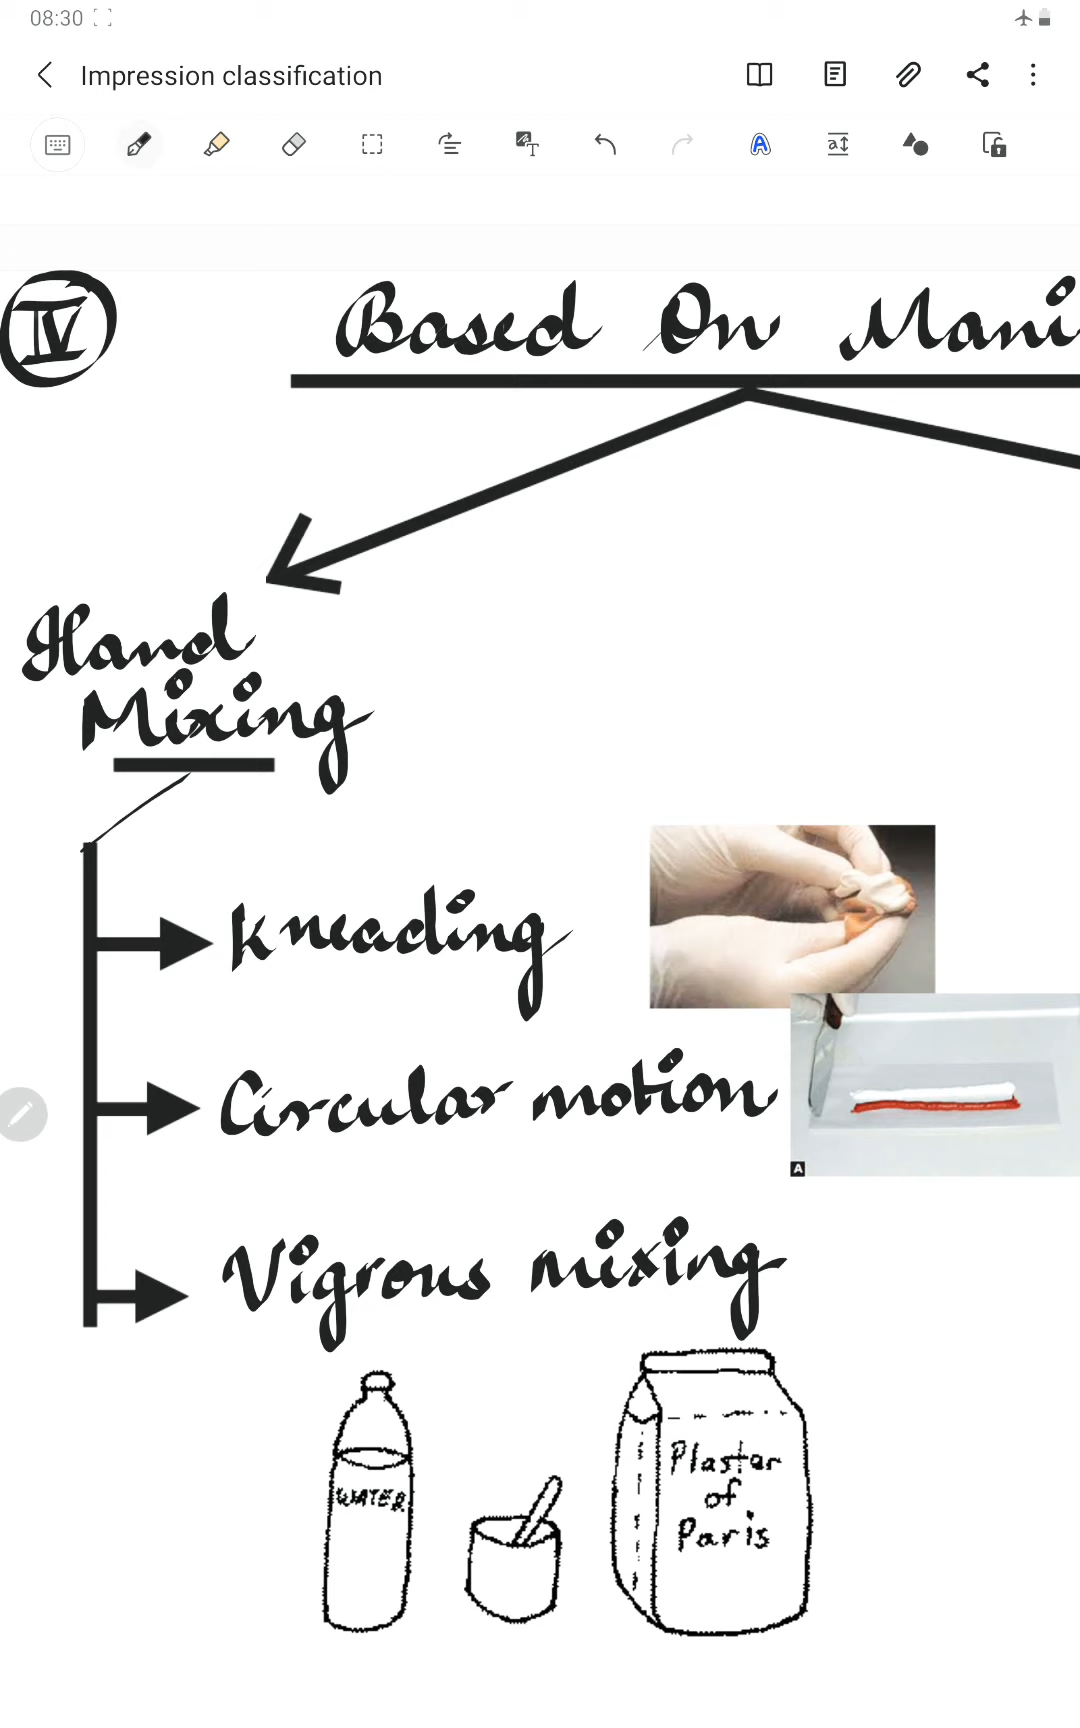 08:30
Impression classification
IV
Based On Mani
Hand
Mixing
Kneading
Circular motion
A
Vigrous mixing
WATER
Plaster
of
Paris